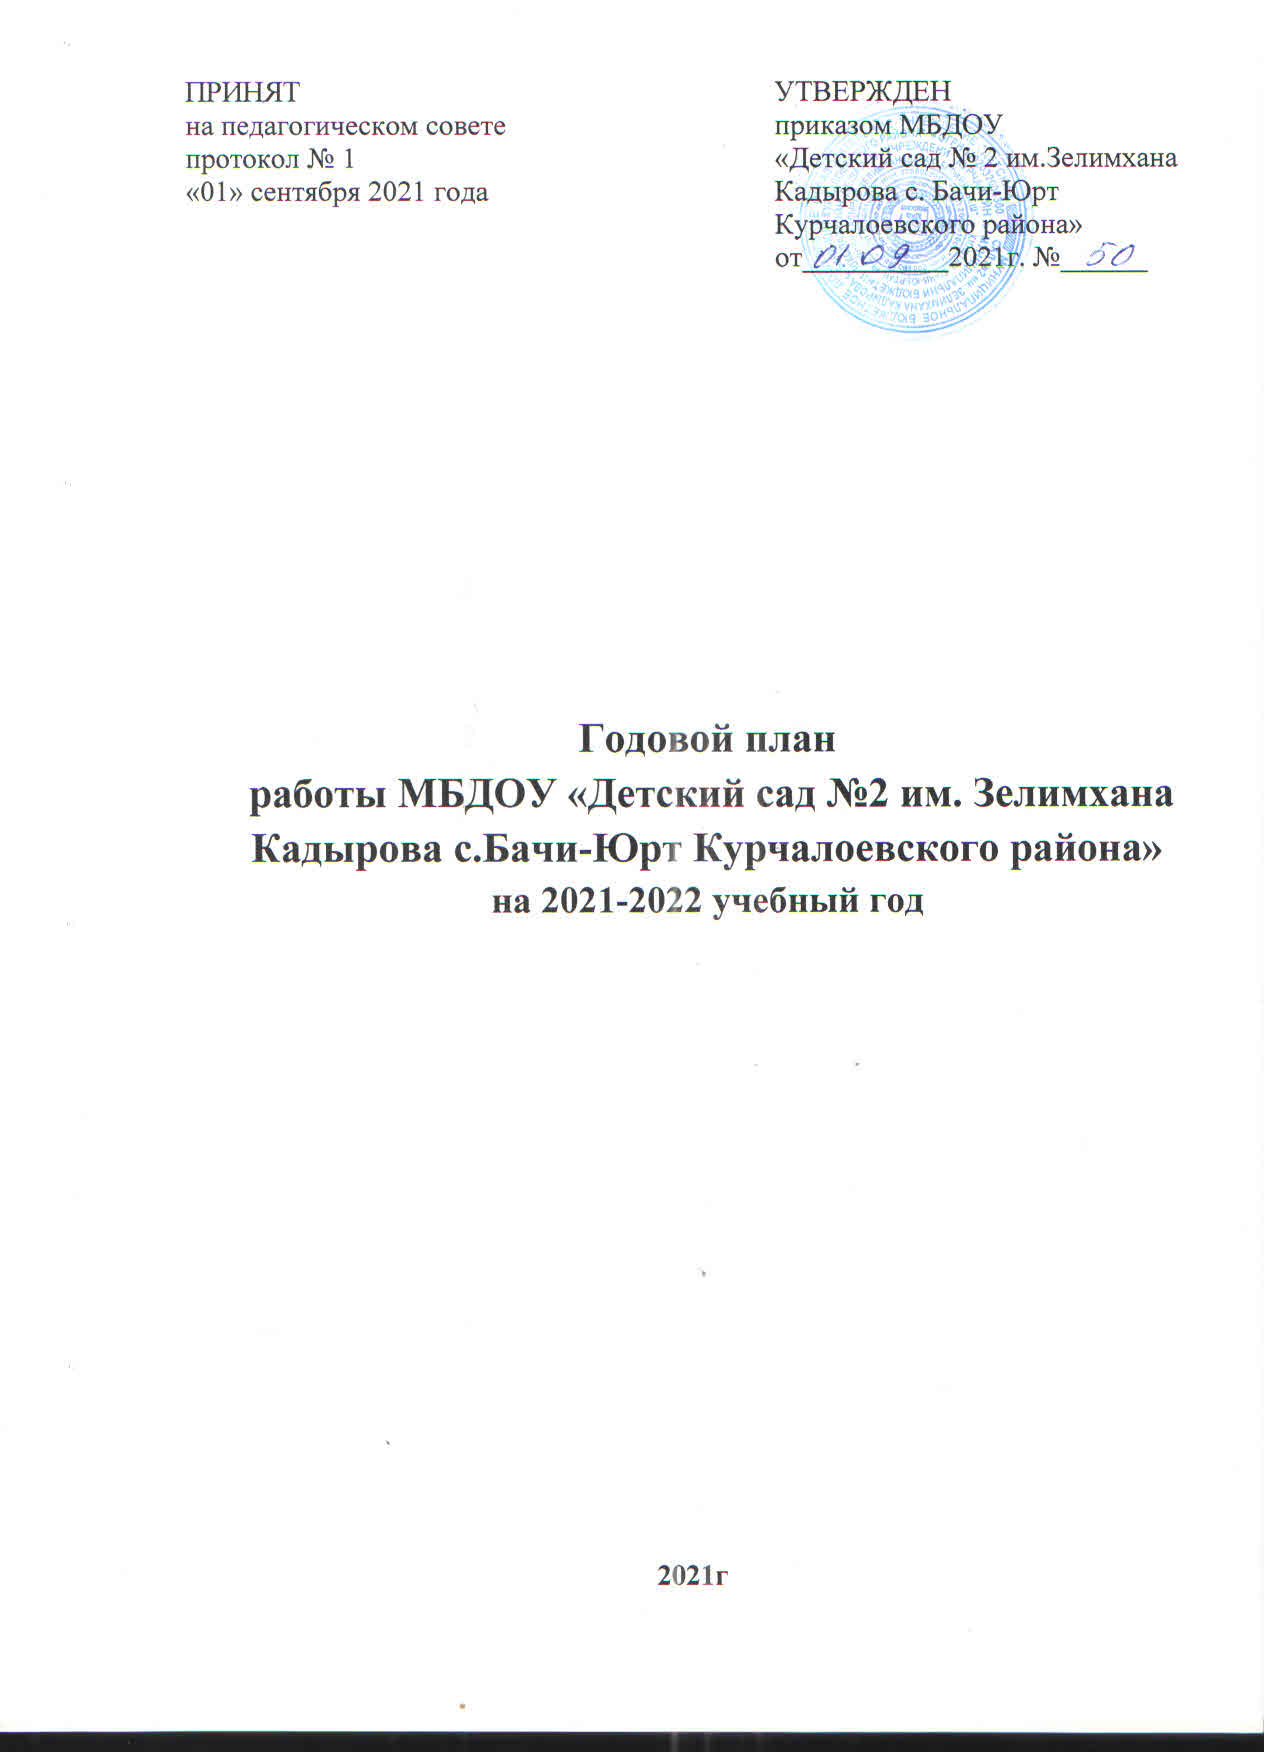 ПРИНЯТ
на педагогическом совете
протокол № 1
«01» сентября 2021 года
УТВЕРЖДЕН
приказом МБДОУ
«Детский сад № 2 им.Зелимхана
Кадырова с. Бачи-Юрт
Курчалоевского района»
от 01.09 2021г. № 50
Годовой план
работы МБДОУ «Детский сад №2 им. Зелимхана
Кадырова с.Бачи-Юрт Курчалоевского района»
на 2021-2022 учебный год
2021г